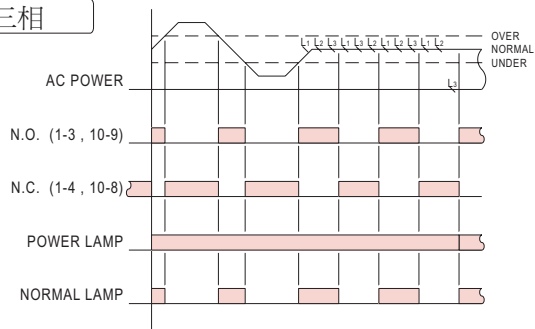 三相
OVER
L1 L2 L3 L1 L3 L2 L1 L2 L3 L1 L2
NORMAL
UNDER
AC POWER
L3
N.O. (1-3 , 10-9)
N.C. (1-4 , 10-8)
POWER LAMP
NORMAL LAMP